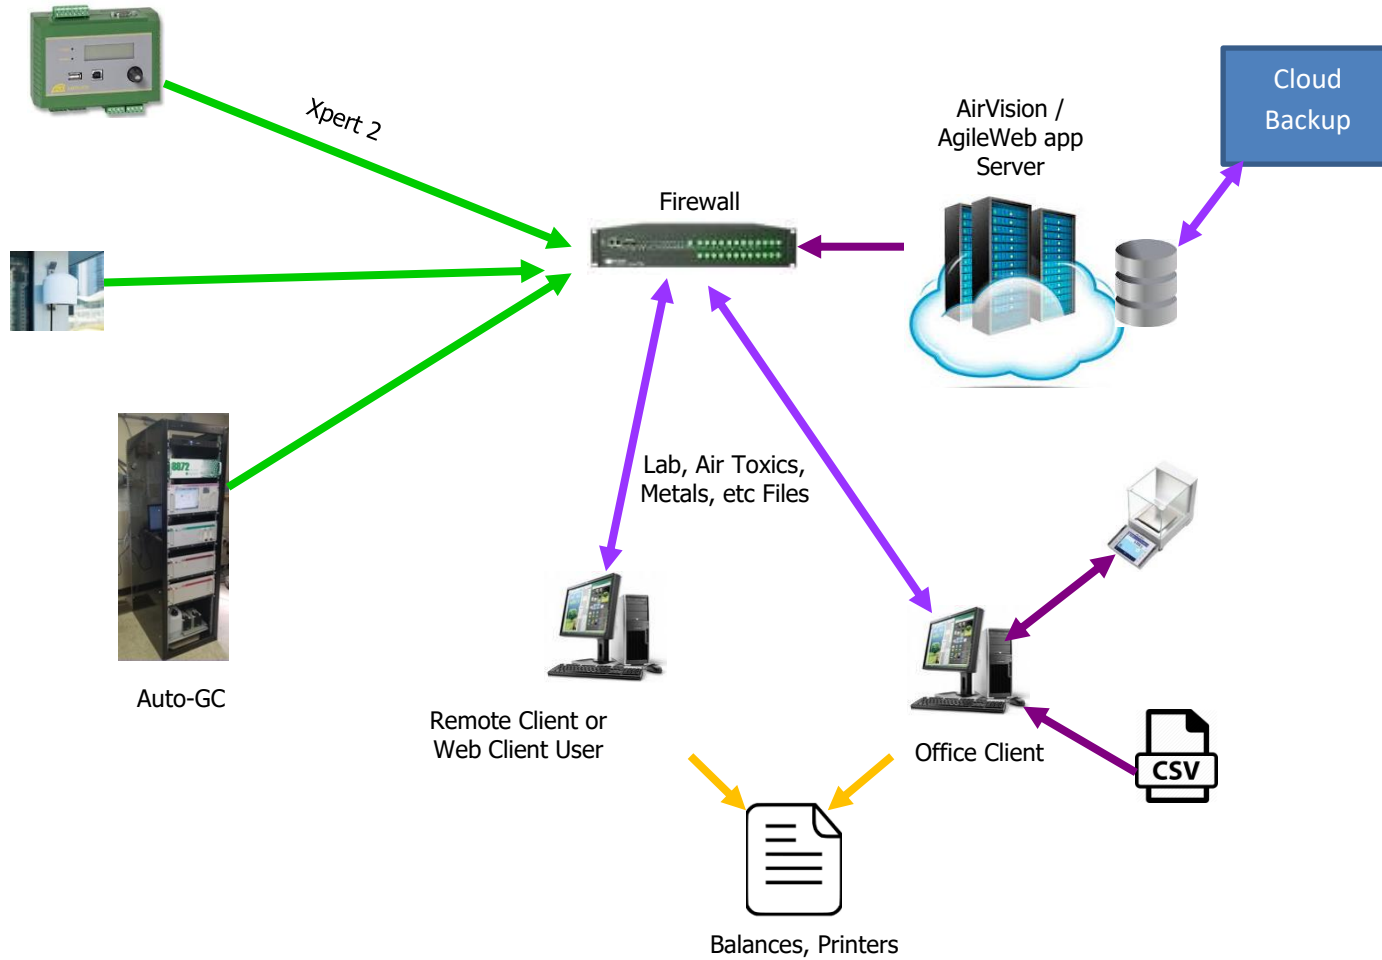 Xpert 2
AirVision /
AgileWeb app
Server
Cloud
Backup
Firewall
8872
Lab, Air Toxics,
Metals, etc Files
Auto-GC
Remote Client or
Web Client User
Office Client
CSV
Balances, Printers